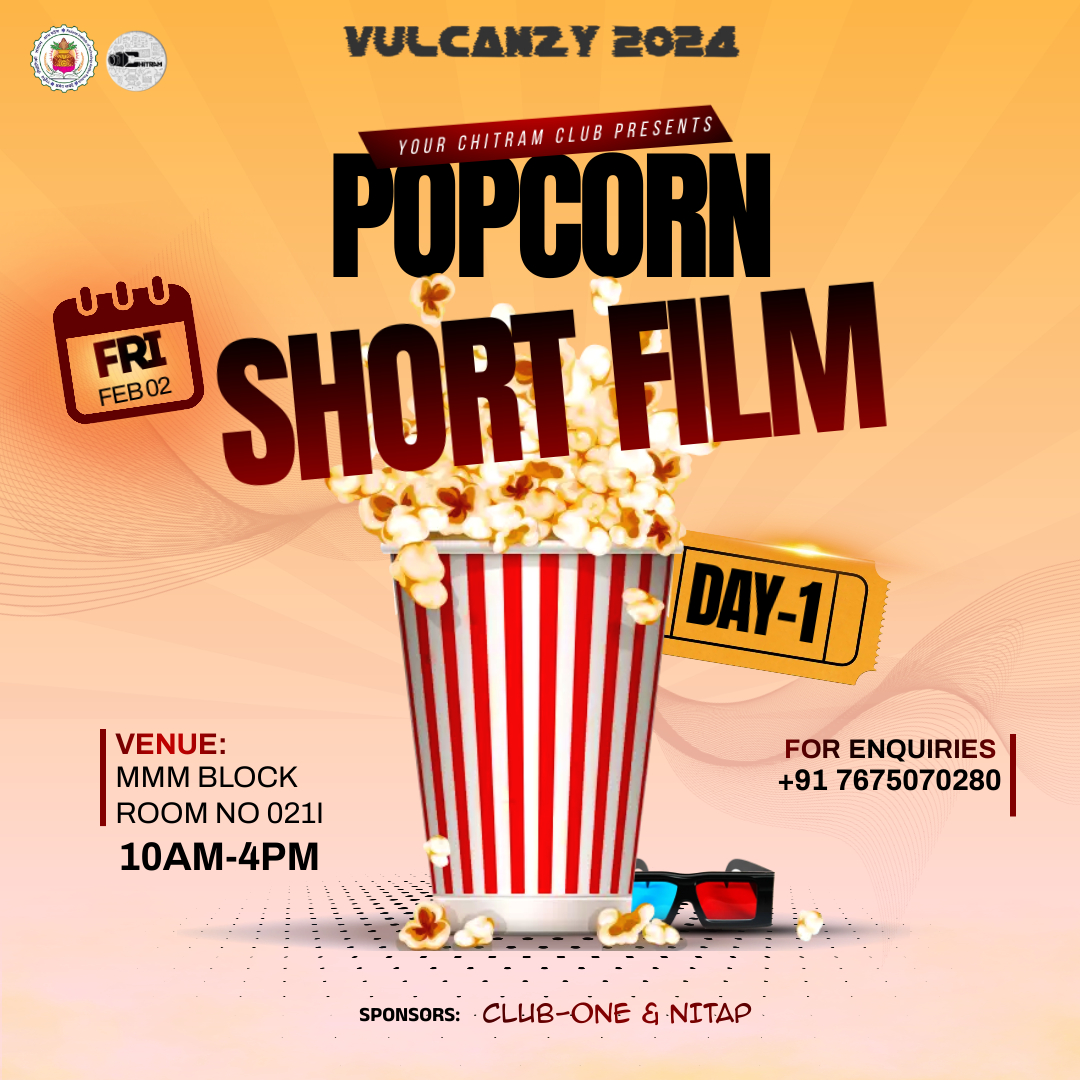 VULCANZY 2024
CHITRAM
YOUR CHITRAM CLUB PRESENTS
POPCORN
SHORT FILM
FRI
FEB 02
DAY-1
VENUE:
MMM BLOCK
ROOM NO 021I
10AM-4PM
FOR ENQUIRIES
+91 7675070280
SPONSORS: CLUB-ONE & NITAP